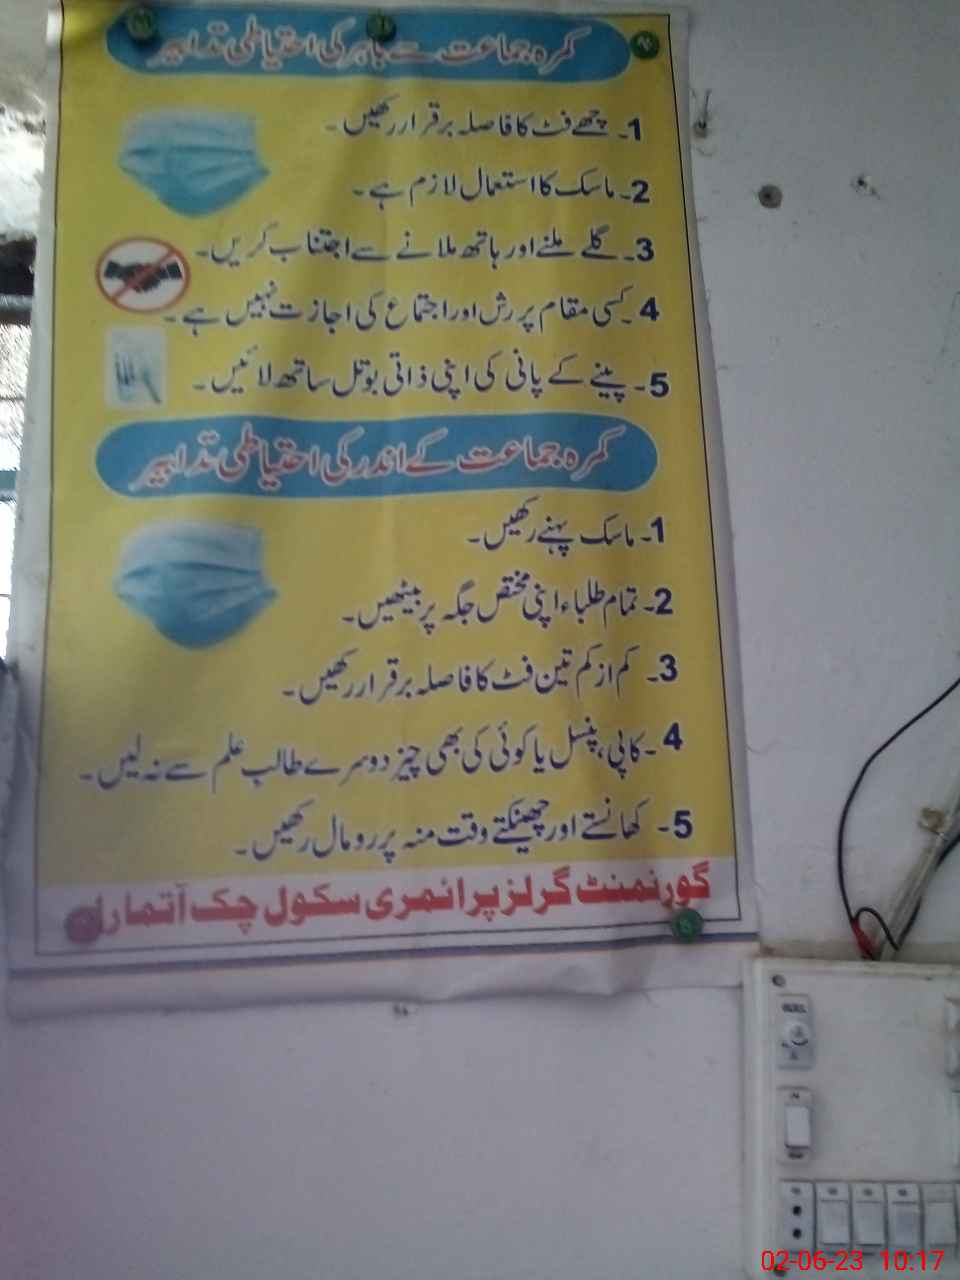 کمرہ جماعت سے باہر کی احتیاطی تدابیر
1۔ چھے فٹ کا فاصلہ برقرار رکھیں۔
2۔ ماسک کا استعمال لازم ہے۔
3۔ گلے ملنے اور ہاتھ ملانے سے اجتناب کریں۔
4۔ کسی مقام پر رش اور اجتماع کی اجازت نہیں ہے۔
5۔ پینے کے پانی کی اپنی ذاتی بوتل ساتھ لائیں۔
کمرہ جماعت کے اندر کی احتیاطی تدابیر
1۔ ماسک پہنے رکھیں۔
2۔ تمام طلباء اپنی مختص جگہ پر بیٹھیں۔
3۔ کم از کم تین فٹ کا فاصلہ برقرار رکھیں۔
4۔ کاپی، پنسل یا کوئی کی بھی چیز دوسرے طالب علم سے نہ لیں۔
5۔ کھانستے اور چھینکتے وقت منہ پر رومال رکھیں۔
گورنمنٹ گرلز پرائمری سکول چک
02-06-23 10:17